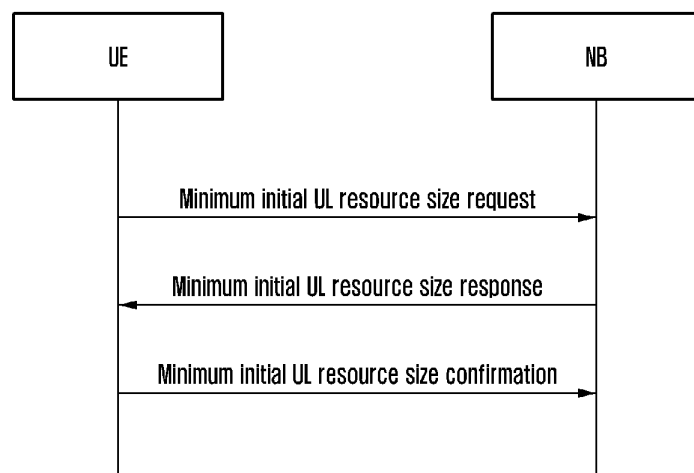 UE
NB
Minimum initial UL resource size request
Minimum initial UL resource size response
Minimum initial UL resource size confirmation